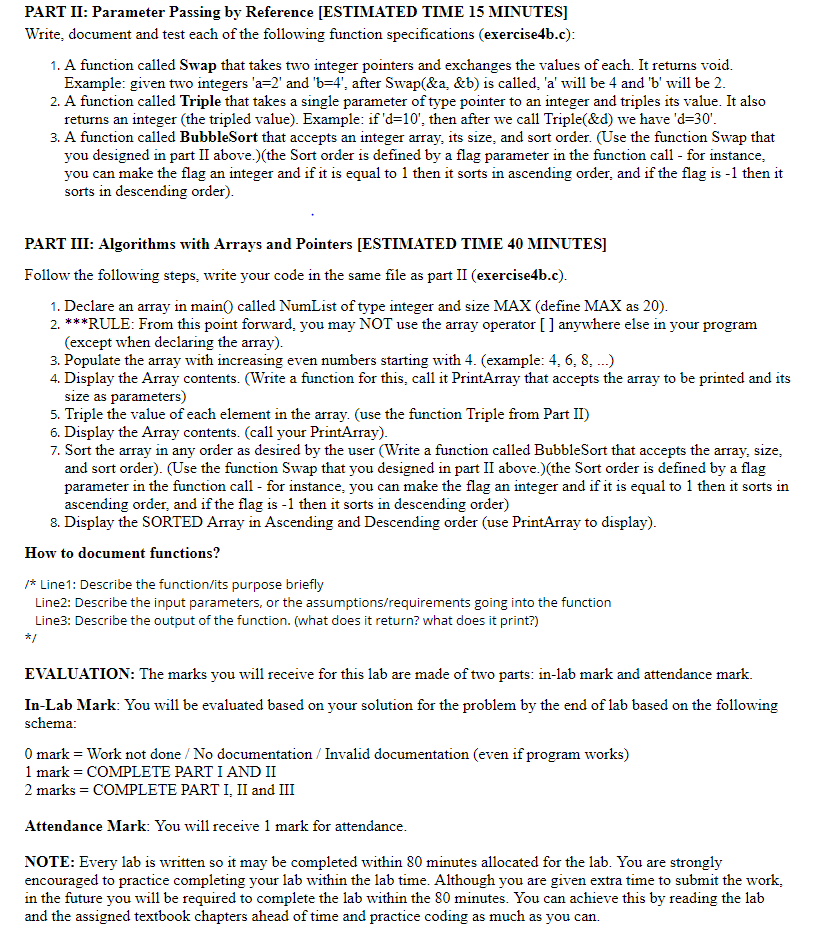 PART II: Parameter Passing by Reference [ESTIMATED TIME 15 MINUTES]
Write, document and test each of the following function specifications (exercise4b.c):
1. A function called Swap that takes two integer pointers and exchanges the values of each. It returns void.
Example: given two integers 'a=2' and 'b=4', after Swap(&a, &b) is called, 'a' will be 4 and 'b' will be 2.
2. A function called Triple that takes a single parameter of type pointer to an integer and triples its value. It also
returns an integer (the tripled value). Example: if 'd=10', then after we call Triple(&d) we have 'd=30'.
3. A function called BubbleSort that accepts an integer array, its size, and sort order. (Use the function Swap that
you designed in part II above.)(the Sort order is defined by a flag parameter in the function call - for instance,
you can make the flag an integer and if it is equal to 1 then it sorts in ascending order, and if the flag is -1 then it
sorts in descending order).
PART III: Algorithms with Arrays and Pointers [ESTIMATED TIME 40 MINUTES]
Follow the following steps, write your code in the same file as part II (exercise4b.c).
1. Declare an array in main() called NumList of type integer and size MAX (define MAX as 20).
2. ***RULE: From this point forward, you may NOT use the array operator [ ] anywhere else in your program
(except when declaring the array).
3. Populate the array with increasing even numbers starting with 4. (example: 4, 6, 8, ...)
4. Display the Array contents. (Write a function for this, call it PrintArray that accepts the array to be printed and its
size as parameters)
5. Triple the value of each element in the array. (use the function Triple from Part II)
6. Display the Array contents. (call your PrintArray).
7. Sort the array in any order as desired by the user (Write a function called BubbleSort that accepts the array, size,
and sort order). (Use the function Swap that you designed in part II above.)(the Sort order is defined by a flag
parameter in the function call - for instance, you can make the flag an integer and if it is equal to 1 then it sorts in
ascending order, and if the flag is -1 then it sorts in descending order)
8. Display the SORTED Array in Ascending and Descending order (use PrintArray to display).
How to document functions?
/* Line1: Describe the function/its purpose briefly
Line2: Describe the input parameters, or the assumptions/requirements going into the function
Line3: Describe the output of the function. (what does it return? what does it print?)
*/
EVALUATION: The marks you will receive for this lab are made of two parts: in-lab mark and attendance mark.
In-Lab Mark: You will be evaluated based on your solution for the problem by the end of lab based on the following
schema:
0 mark = Work not done / No documentation / Invalid documentation (even if program works)
1 mark = COMPLETE PART I AND II
2 marks = COMPLETE PART I, II and III
Attendance Mark: You will receive 1 mark for attendance.
NOTE: Every lab is written so it may be completed within 80 minutes allocated for the lab. You are strongly
encouraged to practice completing your lab within the lab time. Although you are given extra time to submit the work,
in the future you will be required to complete the lab within the 80 minutes. You can achieve this by reading the lab
and the assigned textbook chapters ahead of time and practice coding as much as you can.